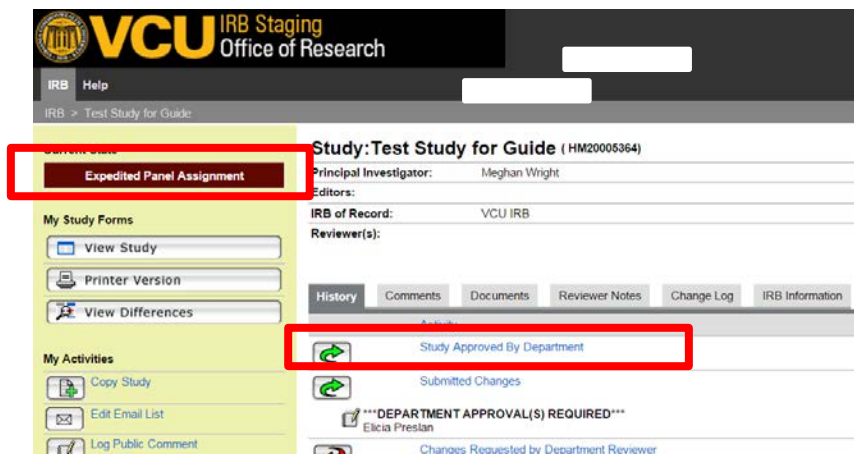 VCU IRB Staging
Office of Research
IRB Help
IRB > Test Study for Guide
Current State
Expedited Panel Assignment
My Study Forms
View Study
Printer Version
View Differences
My Activities
Copy Study
Edit Email List
Log Public Comment
Study:Test Study for Guide ( HM20005364)
Principal Investigator: Meghan Wright
Editors:
IRB of Record: VCU IRB
Reviewer(s):
History Comments Documents Reviewer Notes Change Log IRB Information
Activity
Study Approved By Department
Submitted Changes
***DEPARTMENT APPROVAL(S) REQUIRED***
Elicia Preslan
Changes Requested by Department Reviewer